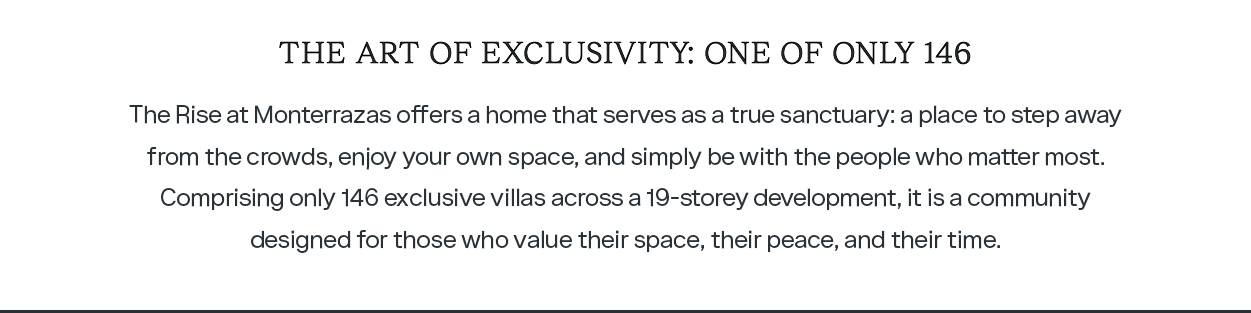 THE ART OF EXCLUSIVITY: ONE OF ONLY 146
The Rise at Monterrazas offers a home that serves as a true sanctuary: a place to step away
from the crowds, enjoy your own space, and simply be with the people who matter most.
Comprising only 146 exclusive villas across a 19-storey development, it is a community
designed for those who value their space, their peace, and their time.